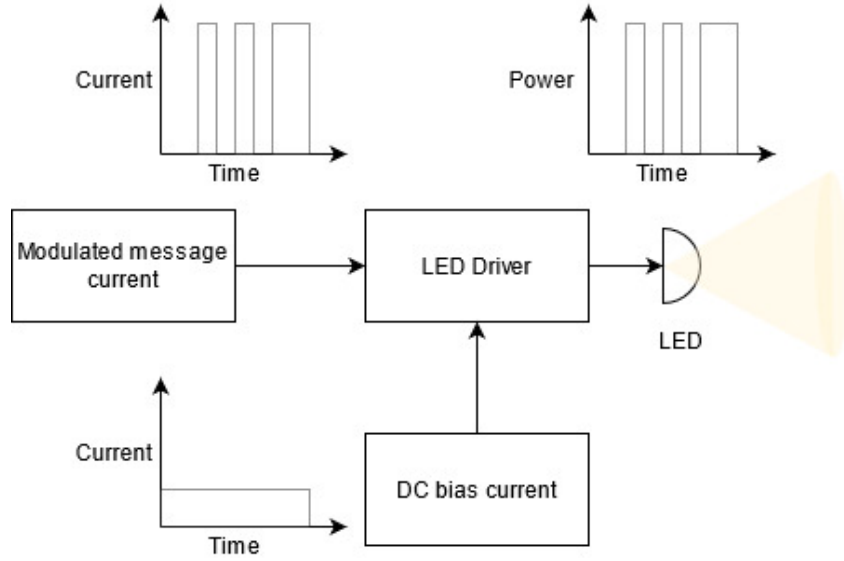 Current
Time
Power
Time
Modulated message
current
LED Driver
LED
Current
Time
DC bias current